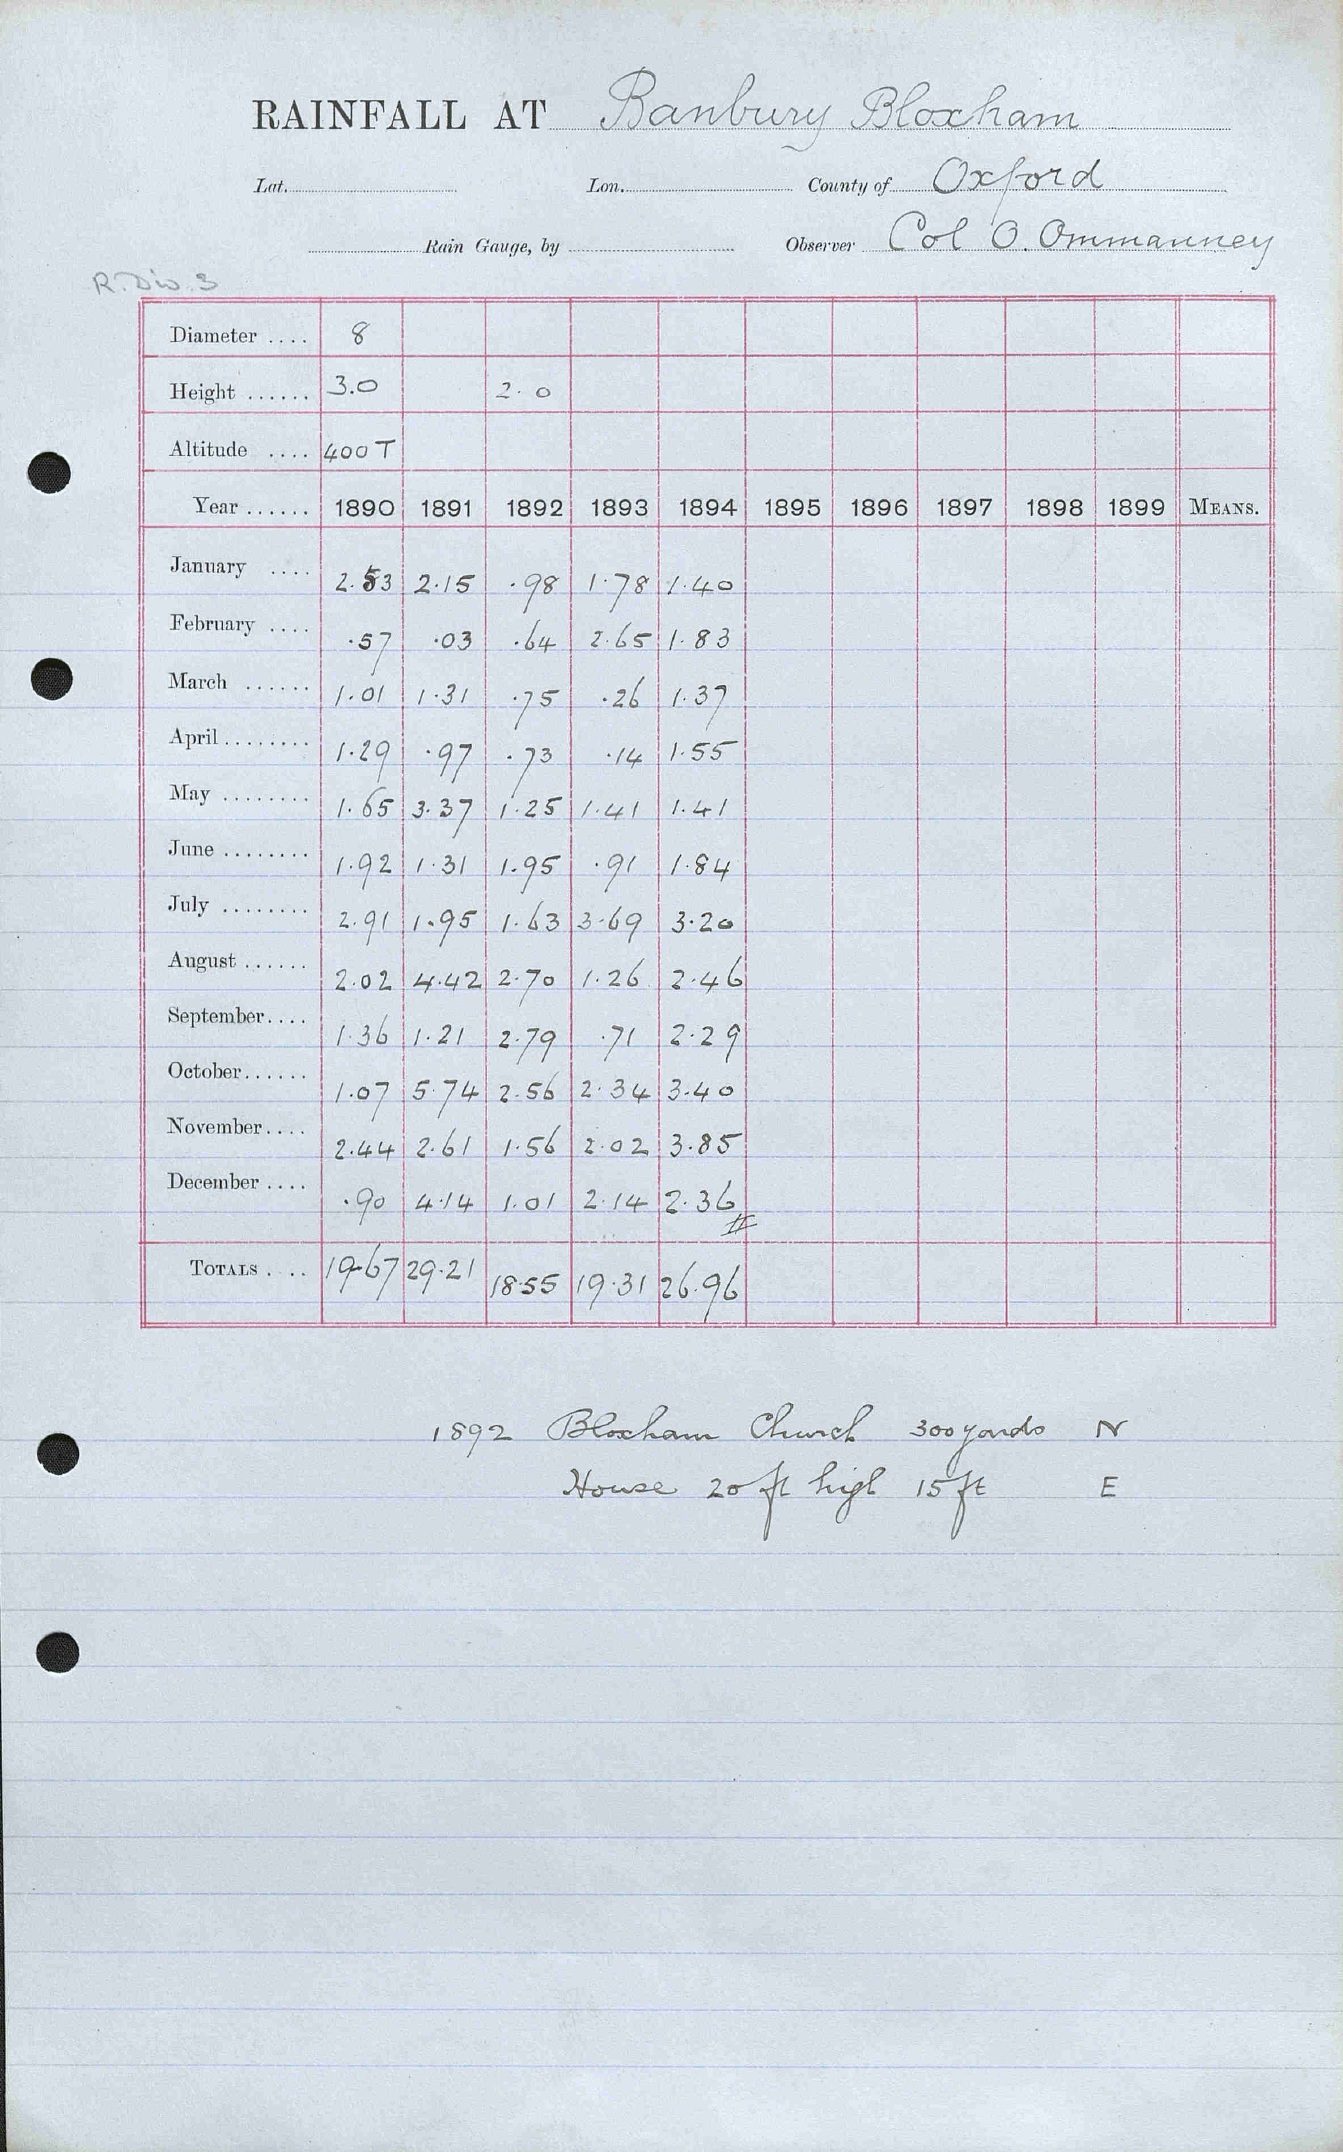 RAINFALL AT Banbury Bloxham
Lat. Lon. County of Oxford
Rain Gauge, by Observer Col O. Ommanney
R. Div. 3
Diameter .... 8
Height ...... 3.0 2.0
Altitude .... 400 T
Year ...... 1890 1891 1892 1893 1894 1895 1896 1897 1898 1899 MEANS.
January .... 2.53 2.15 .98 1.78 1.40
February .... .57 .03 .64 2.65 1.83
March ...... 1.01 1.31 .75 .26 1.37
April ........ 1.29 .97 .73 .14 1.55
May ........ 1.65 3.37 1.25 1.41 1.41
June ........ 1.92 1.31 1.95 .91 1.84
July ........ 2.91 1.95 1.63 3.69 3.20
August ...... 2.02 4.42 2.70 1.26 2.46
September.... 1.36 1.21 2.79 .71 2.29
October...... 1.07 5.74 2.56 2.34 3.40
November.... 2.44 2.61 1.56 2.02 3.85
December .... .90 4.14 1.01 2.14 2.36
TOTALS .... 19.67 29.21 18.55 19.31 26.96
1892 Bloxham Church 300 yards N
House 20 ft high 15 ft E